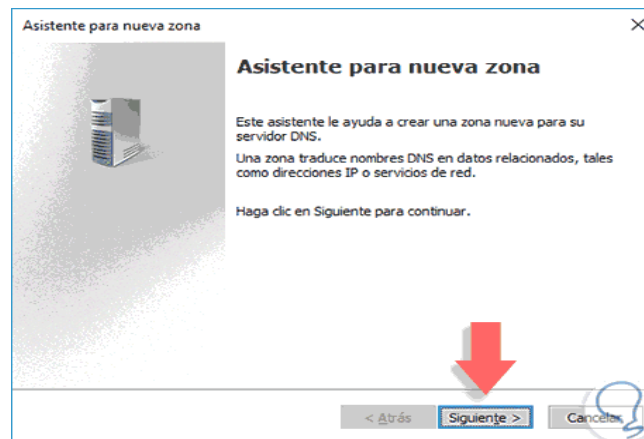 Asistente para nueva zona
Asistente para nueva zona
Este asistente le ayuda a crear una zona nueva para su
servidor DNS.
Una zona traduce nombres DNS en datos relacionados, tales
como direcciones IP o servicios de red.
Haga clic en Siguiente para continuar.
< Atrás
Siguiente >
Cancelar